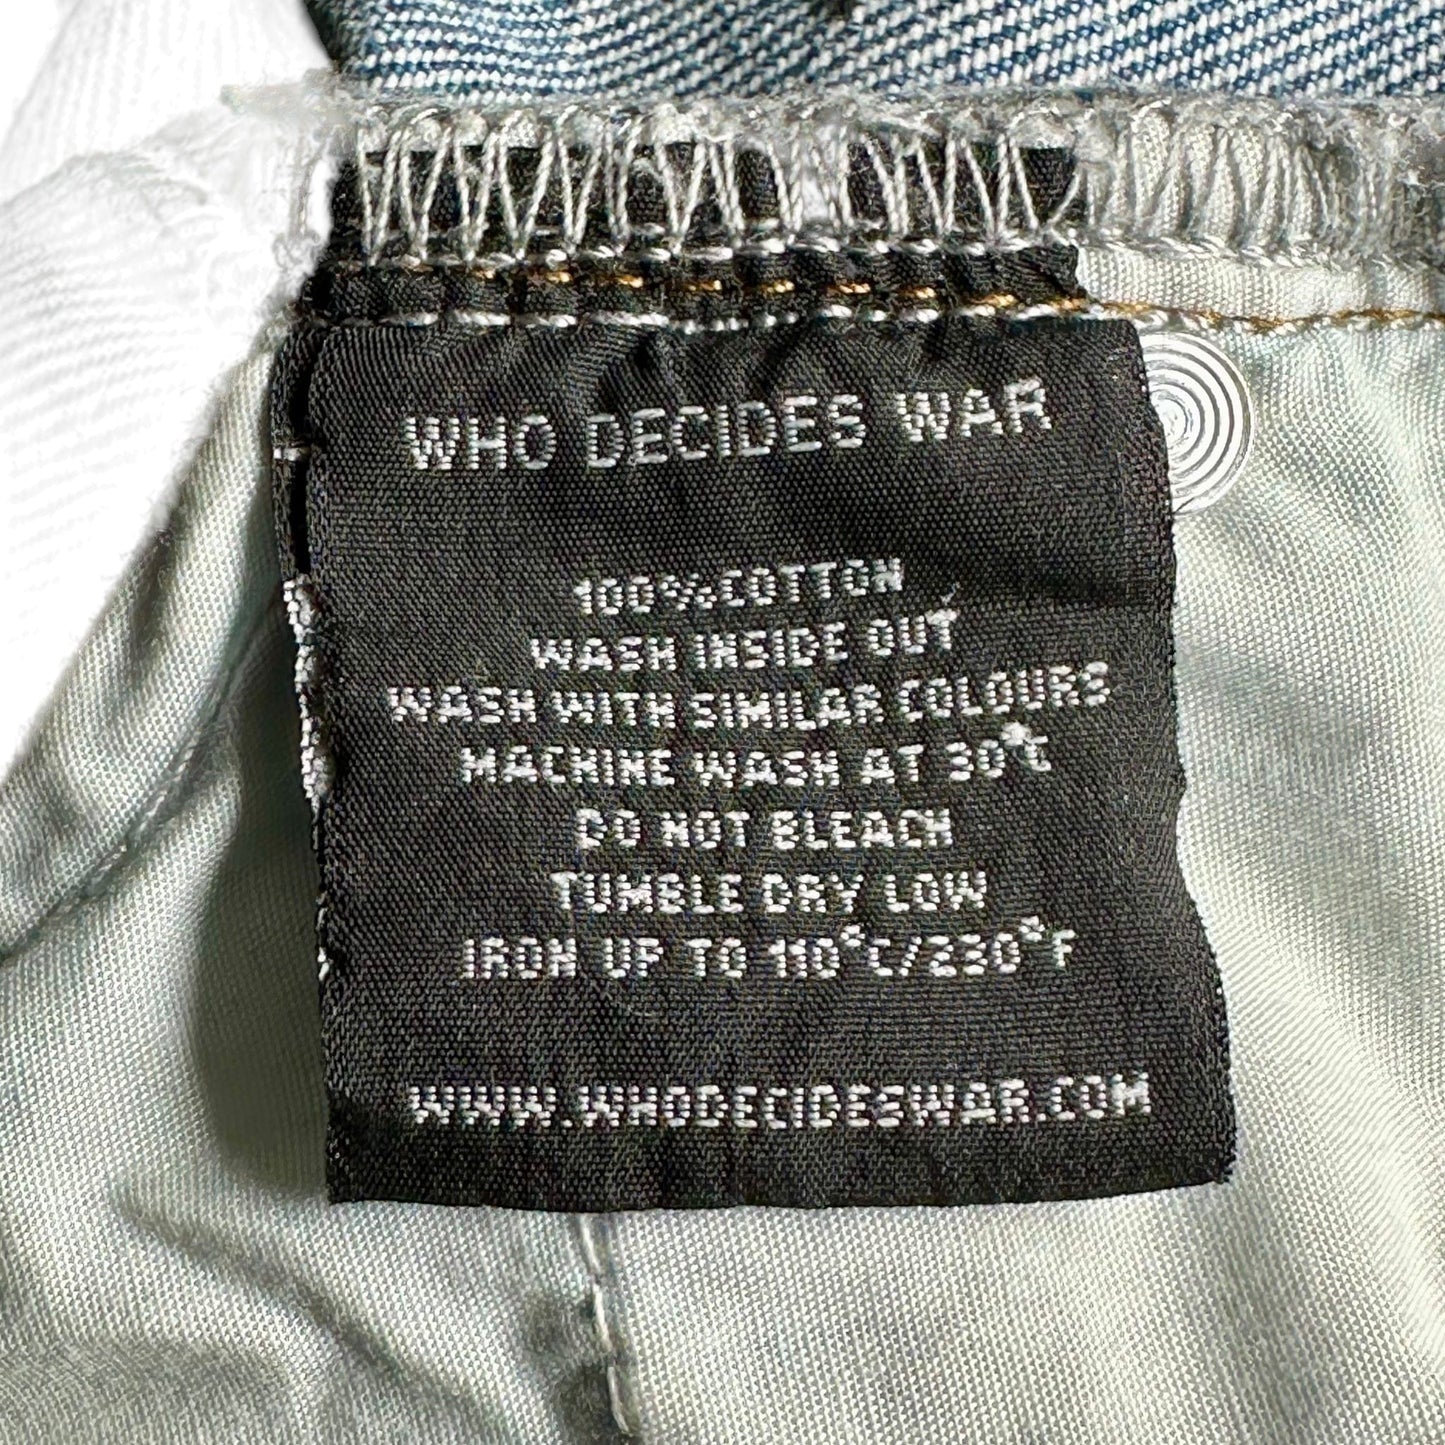 WHO DECIDES WAR
100%COTTON
WASH INSIDE OUT
WASH WITH SIMILAR COLOURS
MACHINE WASH AT 30°C
DO NOT BLEACH
TUMBLE DRY LOW
IRON UP TO 110°C/230°F
WWW.WHODECIDESWAR.COM